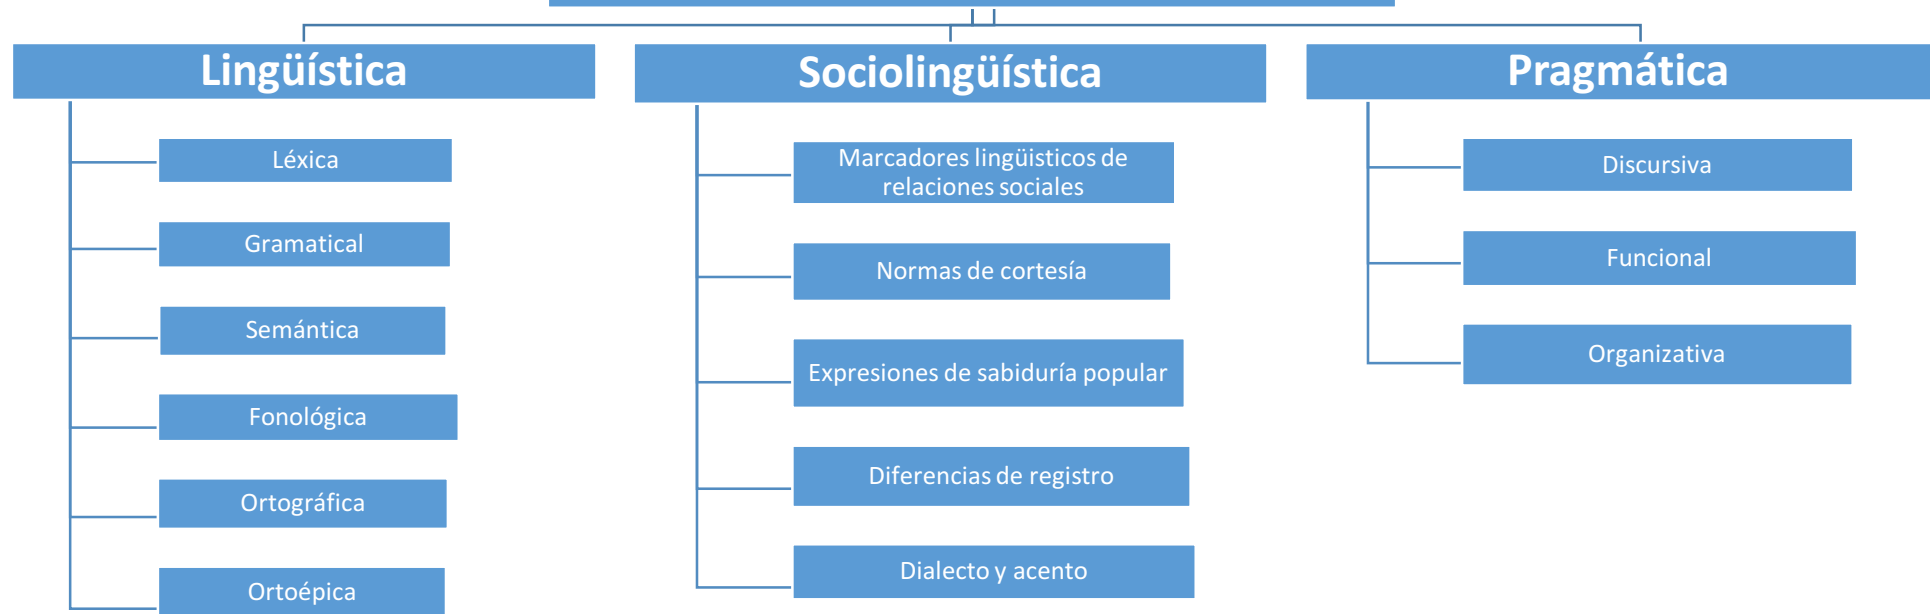 Lingüística
Léxica
Gramatical
Semántica
Fonológica
Ortográfica
Ortoépica
Sociolingüística
Marcadores lingüisticos de
relaciones sociales
Normas de cortesía
Expresiones de sabiduría popular
Diferencias de registro
Dialecto y acento
Pragmática
Discursiva
Funcional
Organizativa